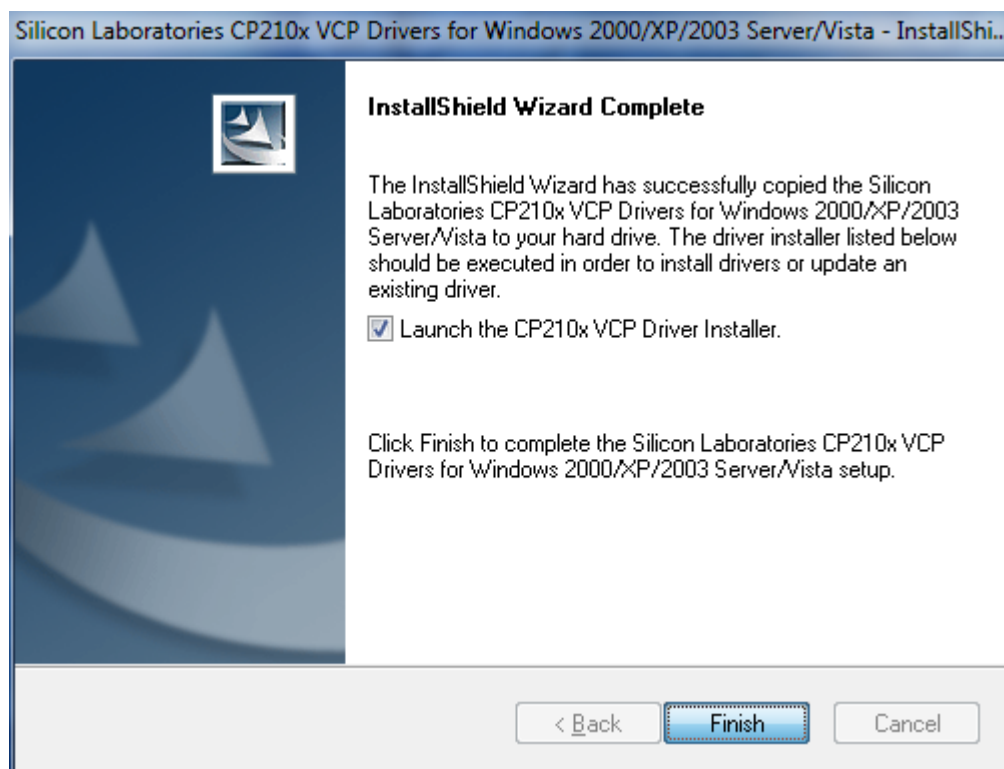 Silicon Laboratories CP210x VCP Drivers for Windows 2000/XP/2003 Server/Vista - InstallShi...
InstallShield Wizard Complete
The InstallShield Wizard has successfully copied the Silicon
Laboratories CP210x VCP Drivers for Windows 2000/XP/2003
Server/Vista to your hard drive. The driver installer listed below
should be executed in order to install drivers or update an
existing driver.
Launch the CP210x VCP Driver Installer.
Click Finish to complete the Silicon Laboratories CP210x VCP
Drivers for Windows 2000/XP/2003 Server/Vista setup.
< Back
Finish
Cancel